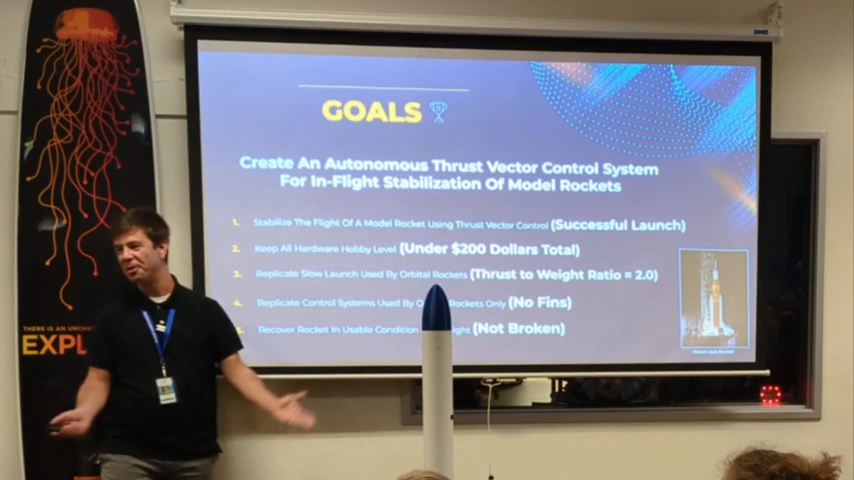 GOALS
Create An Autonomous Thrust Vector Control System
For In-Flight Stabilization Of Model Rockets
1. Stabilize The Flight Of A Model Rocket Using Thrust Vector Control (Successful Launch)
2. Keep All Hardware Hobby Level (Under $200 Dollars Total)
3. Replicate Slow Launch Used By Orbital Rockets (Thrust to Weight Ratio = 2.0)
4. Replicate Control Systems Used By Rockets Only (No Fins)
Recover Rocket In Usable Condition (Not Broken)
THERE IS AN
EXPL